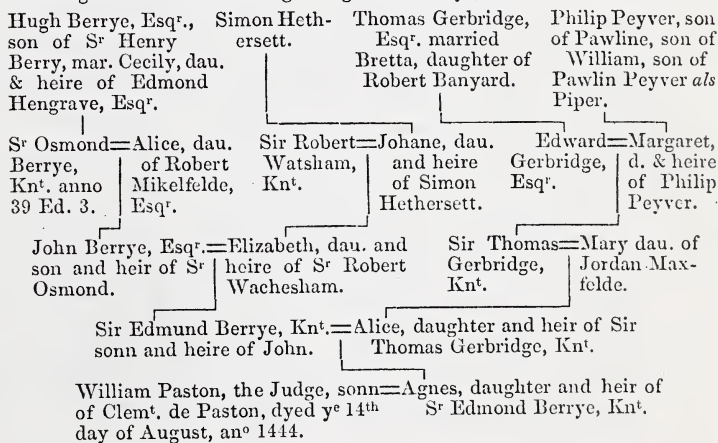 Hugh Berrye, Esqʳ.,
son of Sʳ Henry
Berry, mar. Cecily, dau.
& heire of Edmond
Hengrave, Esqʳ.
Simon Heth-
ersett.
Thomas Gerbridge,
Esqʳ. married
Bretta, daughter of
Robert Banyard.
Philip Peyver, son
of Pawline, son of
William, son of
Pawlin Peyver als
Piper.
Sʳ Osmond=Alice, dau.
Berrye, of Robert
Knᵗ. anno Mikelfelde,
39 Ed. 3. Esqʳ.
Sir Robert=Johane, dau.
Watsham, and heire
Knᵗ. of Simon
Hethersett.
Edward=Margaret,
Gerbridge, d. & heire
Esqʳ. of Philip
Peyver.
John Berrye, Esqʳ.=Elizabeth, dau. and
son and heir of Sʳ heire of Sʳ Robert
Osmond. Wachesham.
Sir Thomas=Mary dau. of
Gerbridge, Jordan Max-
Knᵗ. felde.
Sir Edmund Berrye, Knᵗ.=Alice, daughter and heir of Sir
sonn and heire of John. Thomas Gerbridge, Knᵗ.
William Paston, the Judge, sonn=Agnes, daughter and heir of
of Clemᵗ. de Paston, dyed yᵉ 14ᵗʰ Sʳ Edmond Berrye, Knᵗ.
day of August, anº 1444.